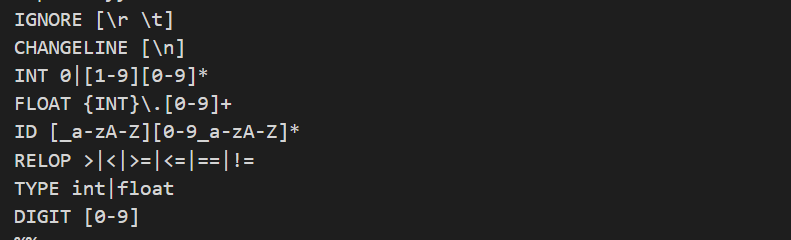 IGNORE [\r \t]
CHANGELINE [\n]
INT 0|[1-9][0-9]*
FLOAT {INT}\.[0-9]+
ID [_a-zA-Z][0-9_a-zA-Z]*
RELOP >|<|>=|<=|==|!=
TYPE int|float
DIGIT [0-9]
%%